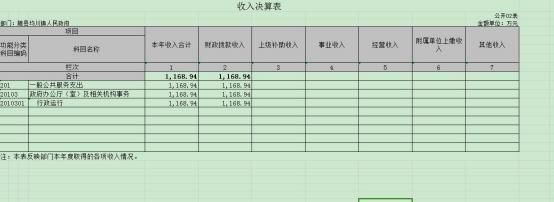 收入决算表
公开02表
部门：随县均川镇人民政府 金额单位：万元
项目 本年收入合计 财政拨款收入 上级补助收入 事业收入 经营收入 附属单位上缴收入 其他收入
功能分类科目编码 科目名称
栏次 1 2 3 4 5 6 7
合计 1,168.94 1,168.94
201 一般公共服务支出 1,168.94 1,168.94
20103 政府办公厅（室）及相关机构事务 1,168.94 1,168.94
2010301 行政运行 1,168.94 1,168.94
注：本表反映部门本年度取得的各项收入情况。